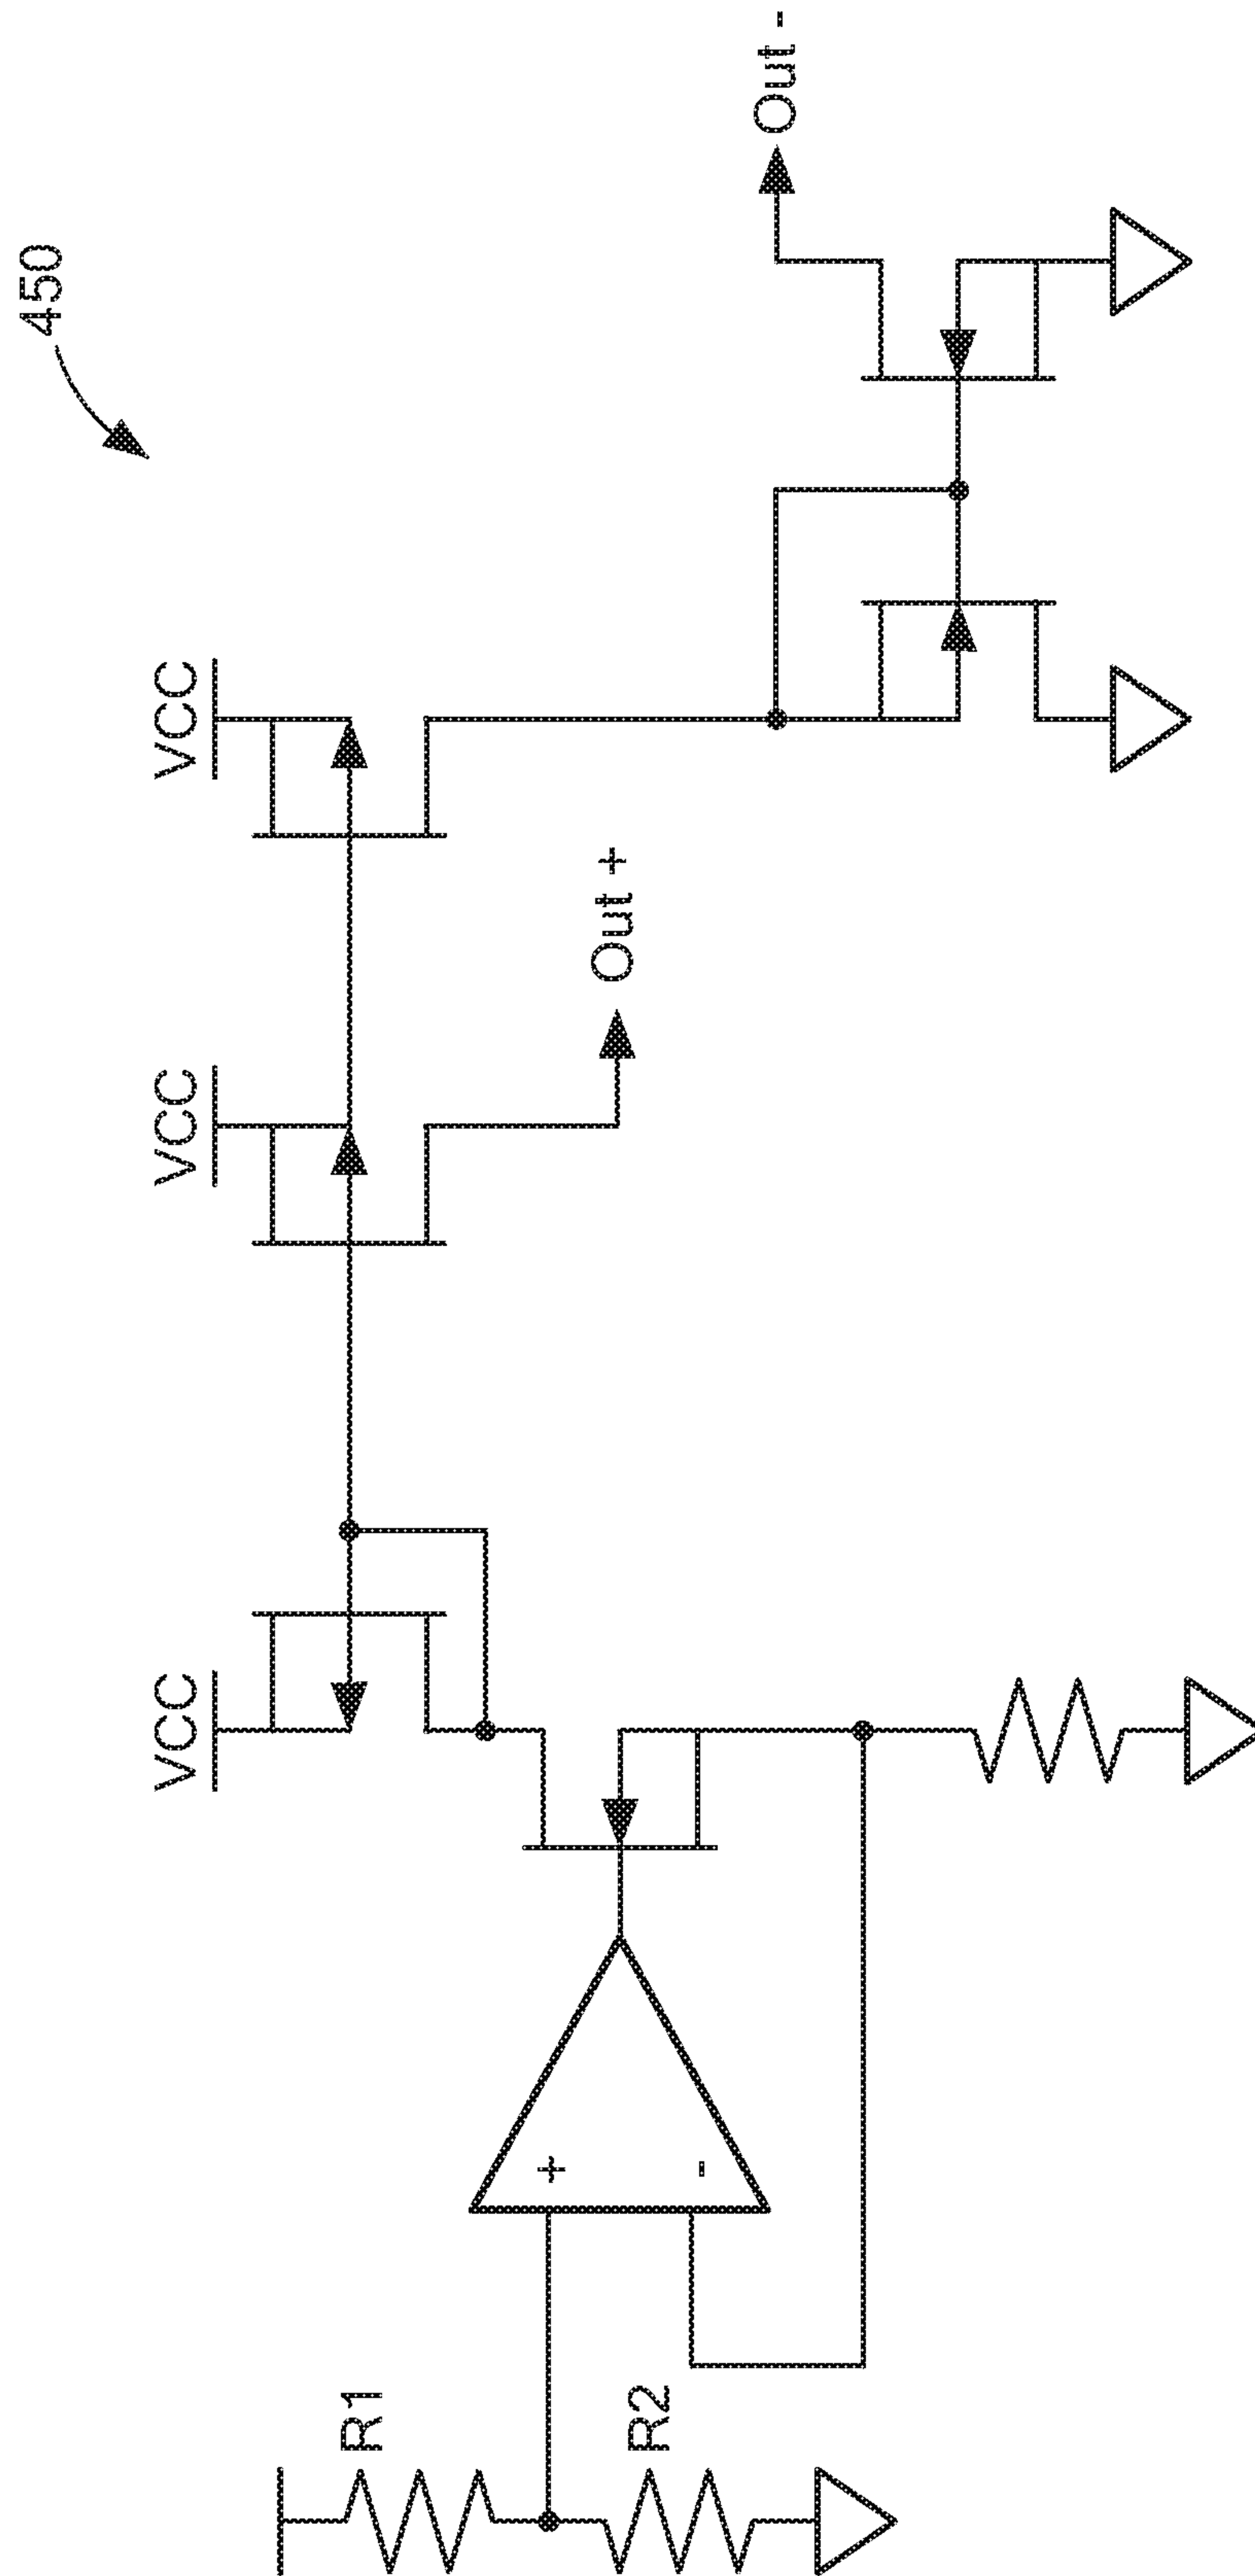 450
VCC
VCC
VCC
R1
R2
+
-
Out +
Out -